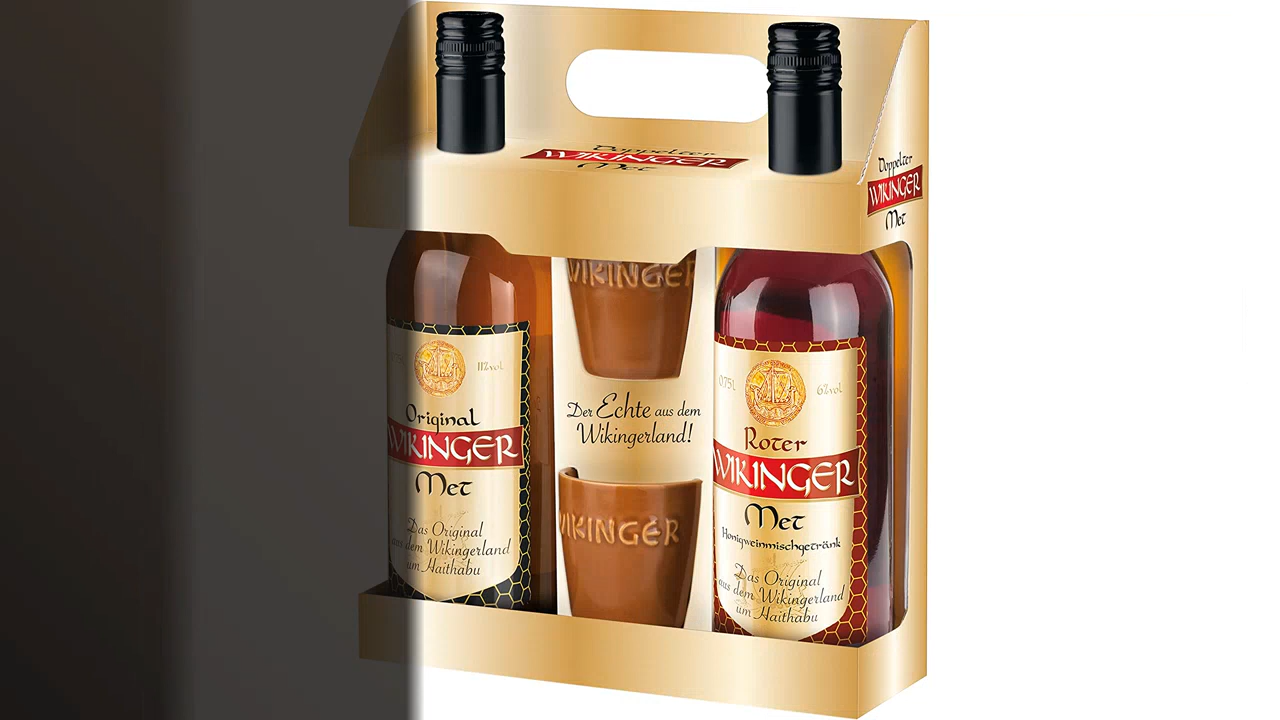 Doppelter
WIKINGER
Met
Doppelter
WIKINGER
Met
WIKINGER
Der Echte aus dem
Wikingerland!
WIKINGER
11%vol
Original
WIKINGER
Met
Das Original
aus dem Wikingerland
um Haithabu
0,75L
6%vol
Roter
WIKINGER
Met
Honigweinmischgetränk
Das Original
aus dem Wikingerland
um Haithabu